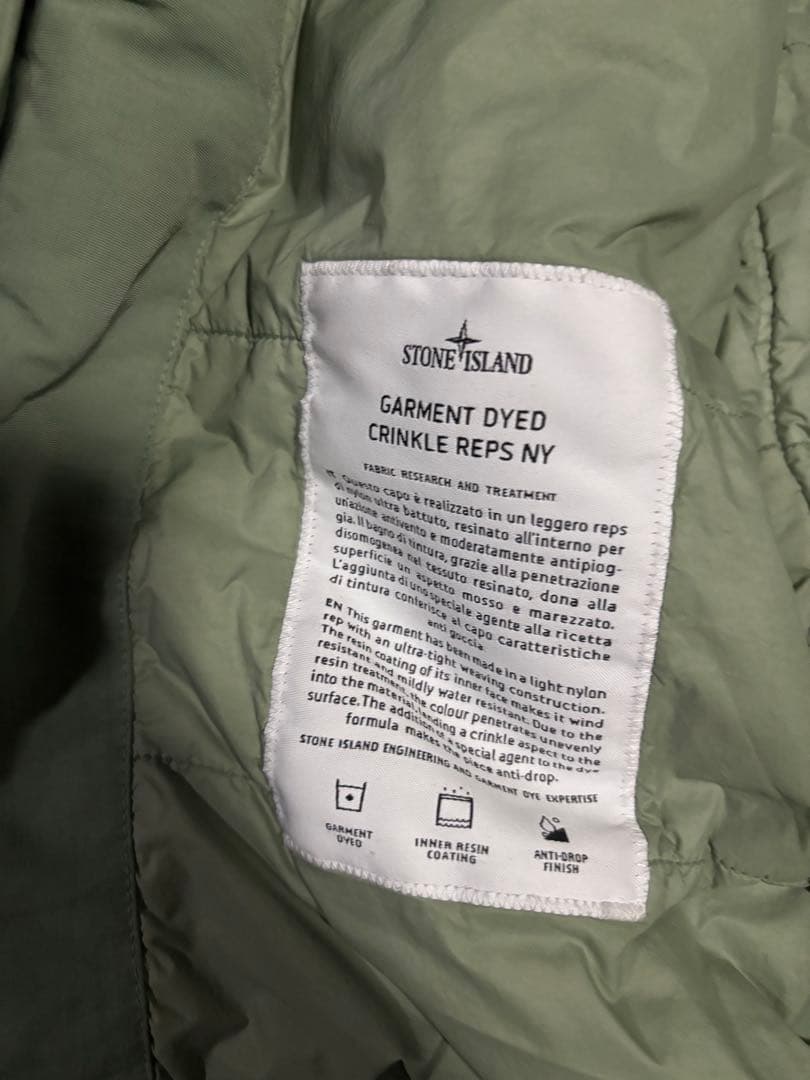 STONE ISLAND
GARMENT DYED
CRINKLE REPS NY
FABRIC RESEARCH AND TREATMENT
IT Questo capo è realizzato in un leggero reps
di nylon ultra battuto, resinato all'interno per
un'azione antivento e moderatamente antipiog-
gia. Il bagno di tintura, grazie alla penetrazione
disomogenea nel tessuto resinato, dona alla
superficie un aspetto mosso e marezzato.
L'aggiunta di uno speciale agente alla ricetta
di tintura conferisce al capo caratteristiche
anti goccia.
EN This garment has been made in a light nylon
rep with an ultra-tight weaving construction.
The resin coating of its inner face makes it wind
resistant and mildly water resistant. Due to the
resin treatment, the colour penetrates unevenly
into the material, lending a crinkle aspect to the
surface. The addition of a special agent to the dye
formula makes the piece anti-drop.
STONE ISLAND ENGINEERING AND GARMENT DYE EXPERTISE
GARMENT
DYED
INNER RESIN
COATING
ANTI-DROP
FINISH